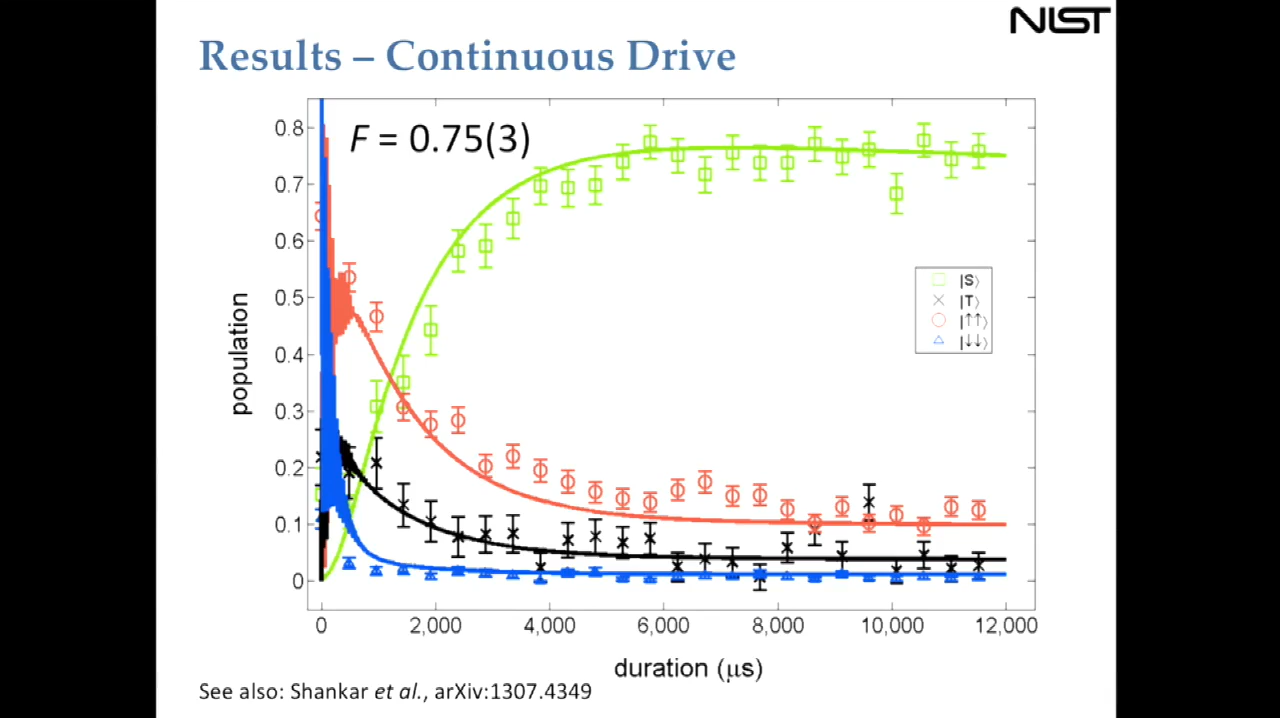 NIST
Results – Continuous Drive
F = 0.75(3)
0.8
0.7
0.6
0.5
0.4
0.3
0.2
0.1
0
population
|S⟩
|T⟩
|↑↑⟩
|↓↓⟩
0 2,000 4,000 6,000 8,000 10,000 12,000
duration (μs)
See also: Shankar et al., arXiv:1307.4349